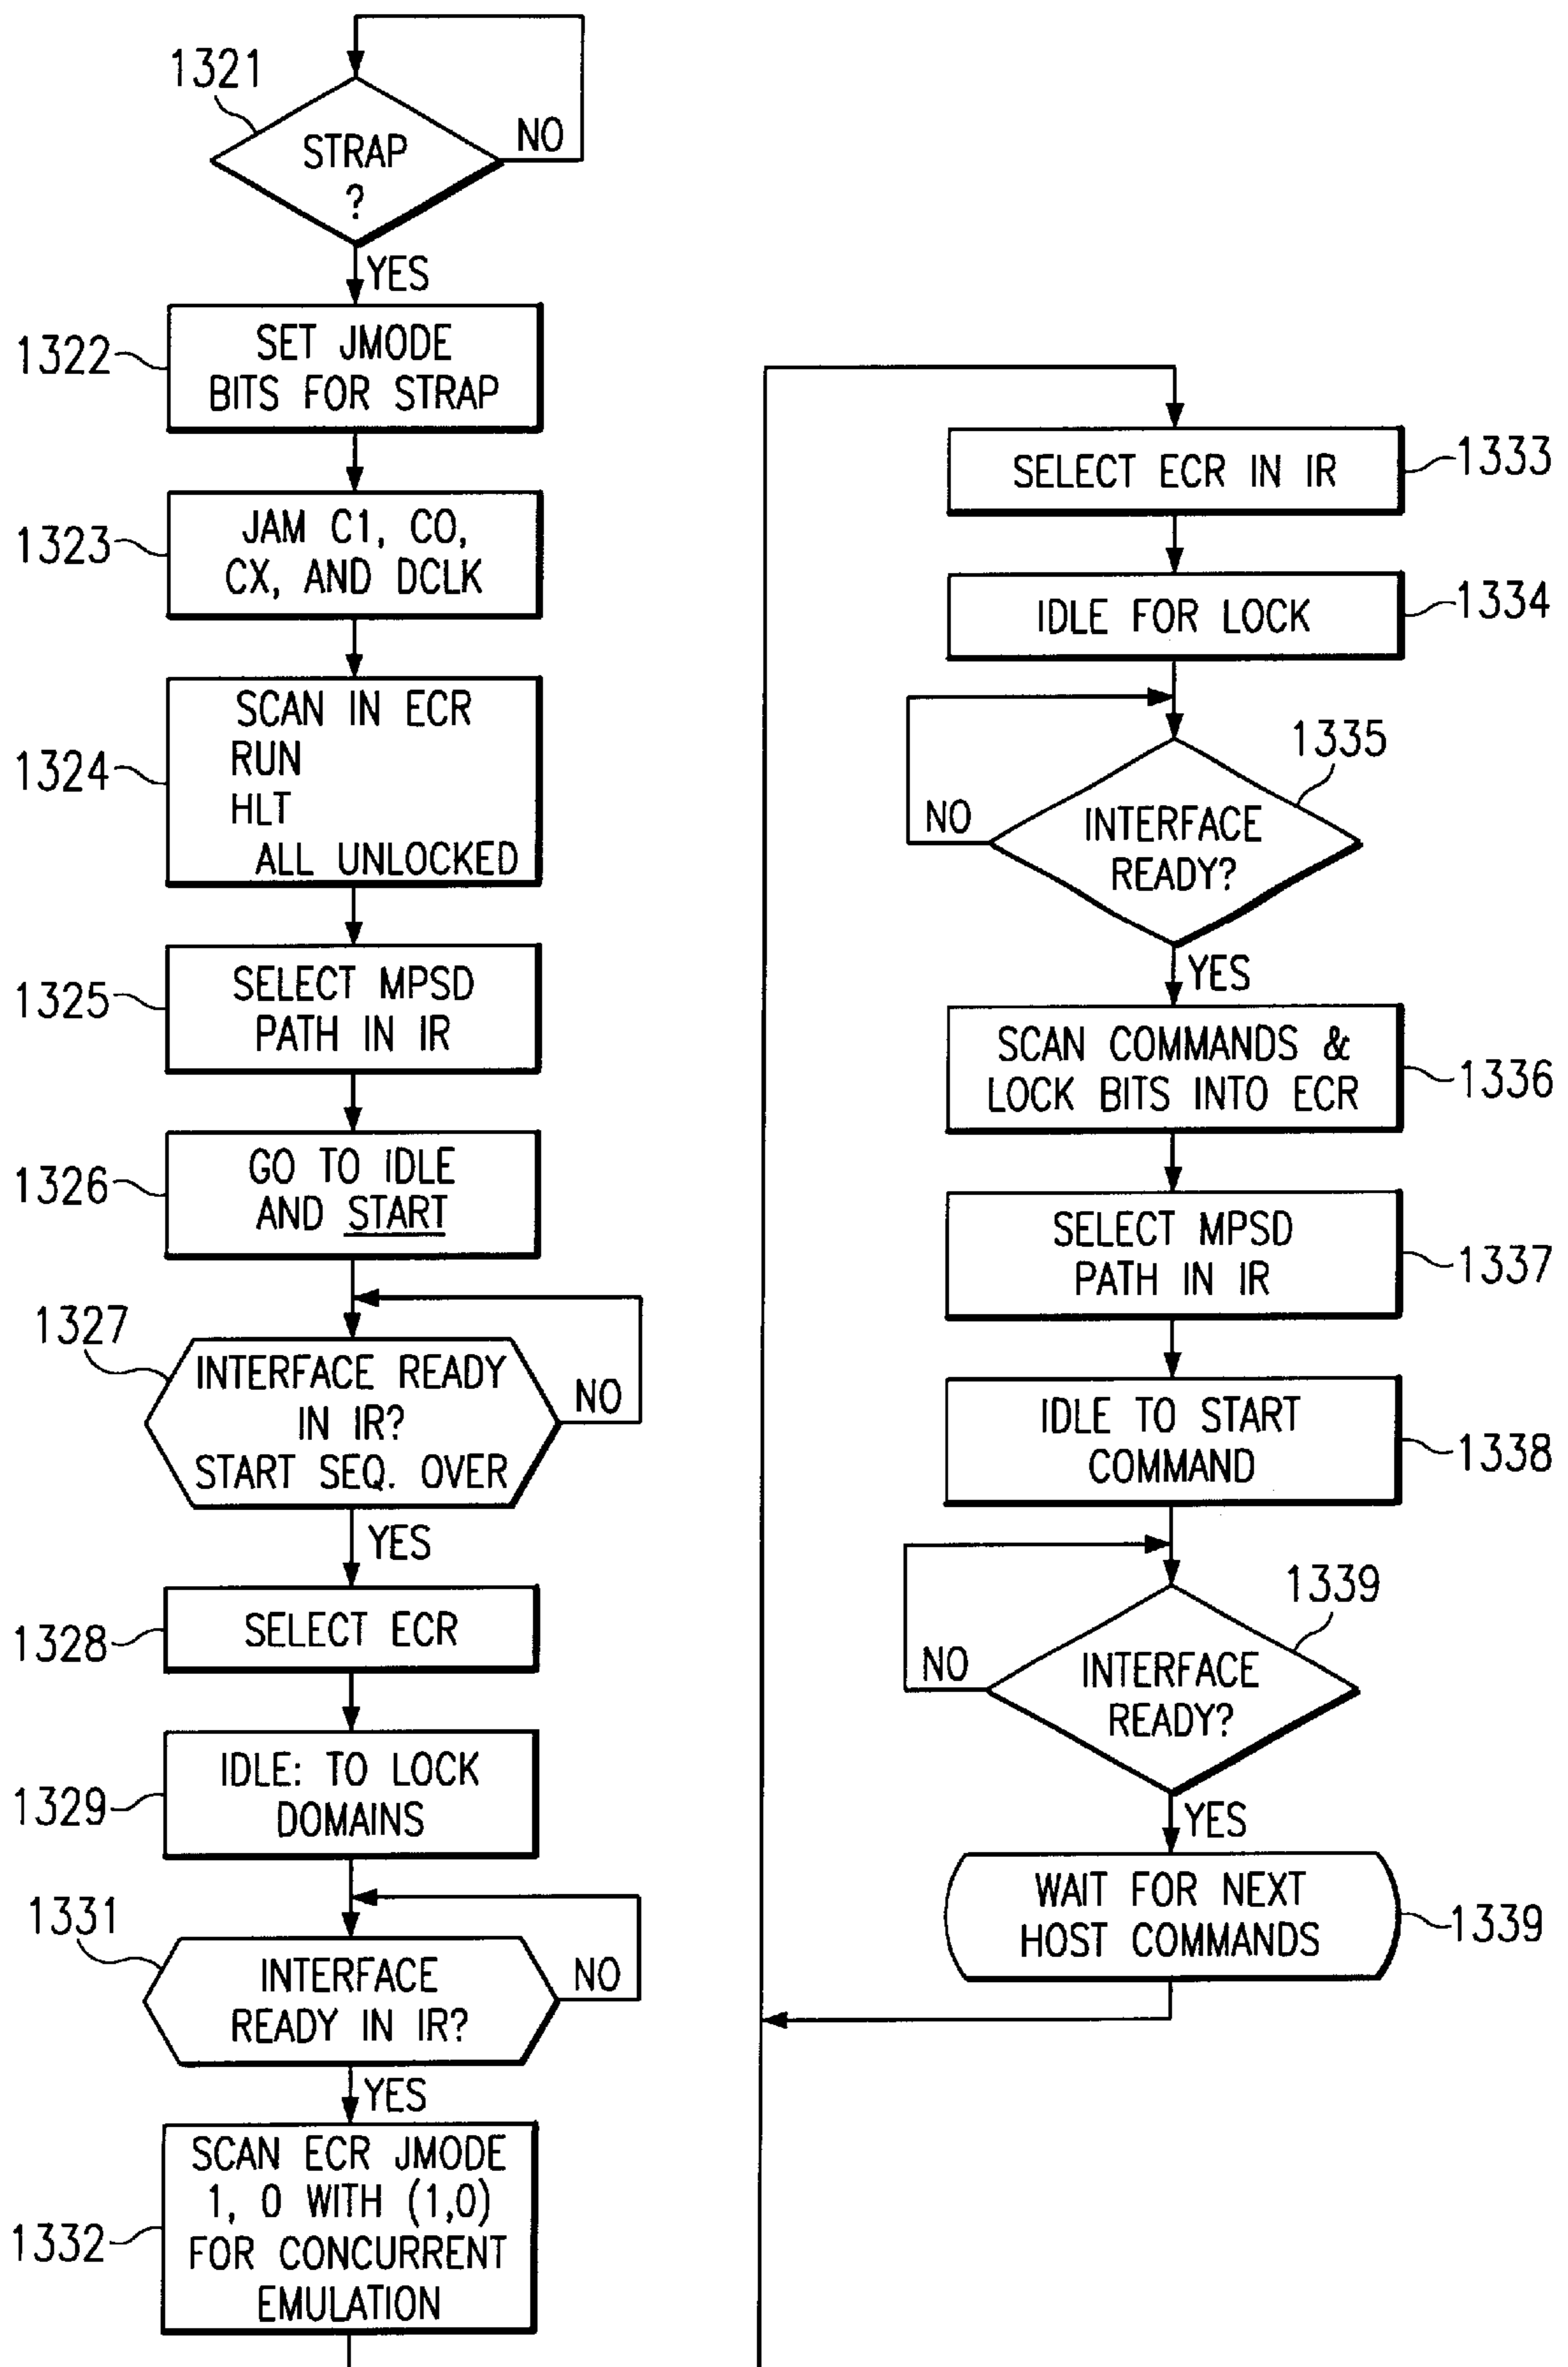 1321
STRAP
?
NO
YES
1322
SET JMODE
BITS FOR STRAP
1323
JAM C1, C0,
CX, AND DCLK
1324
SCAN IN ECR
RUN
HLT
ALL UNLOCKED
1325
SELECT MPSD
PATH IN IR
1326
GO TO IDLE
AND START
1327
INTERFACE READY
IN IR?
START SEQ. OVER
NO
YES
1328
SELECT ECR
1329
IDLE: TO LOCK
DOMAINS
1331
INTERFACE
READY IN IR?
NO
YES
1332
SCAN ECR JMODE
1, 0 WITH (1,0)
FOR CONCURRENT
EMULATION
SELECT ECR IN IR
1333
IDLE FOR LOCK
1334
1335
INTERFACE
READY?
NO
YES
SCAN COMMANDS &
LOCK BITS INTO ECR
1336
SELECT MPSD
PATH IN IR
1337
IDLE TO START
COMMAND
1338
1339
INTERFACE
READY?
NO
YES
WAIT FOR NEXT
HOST COMMANDS
1339